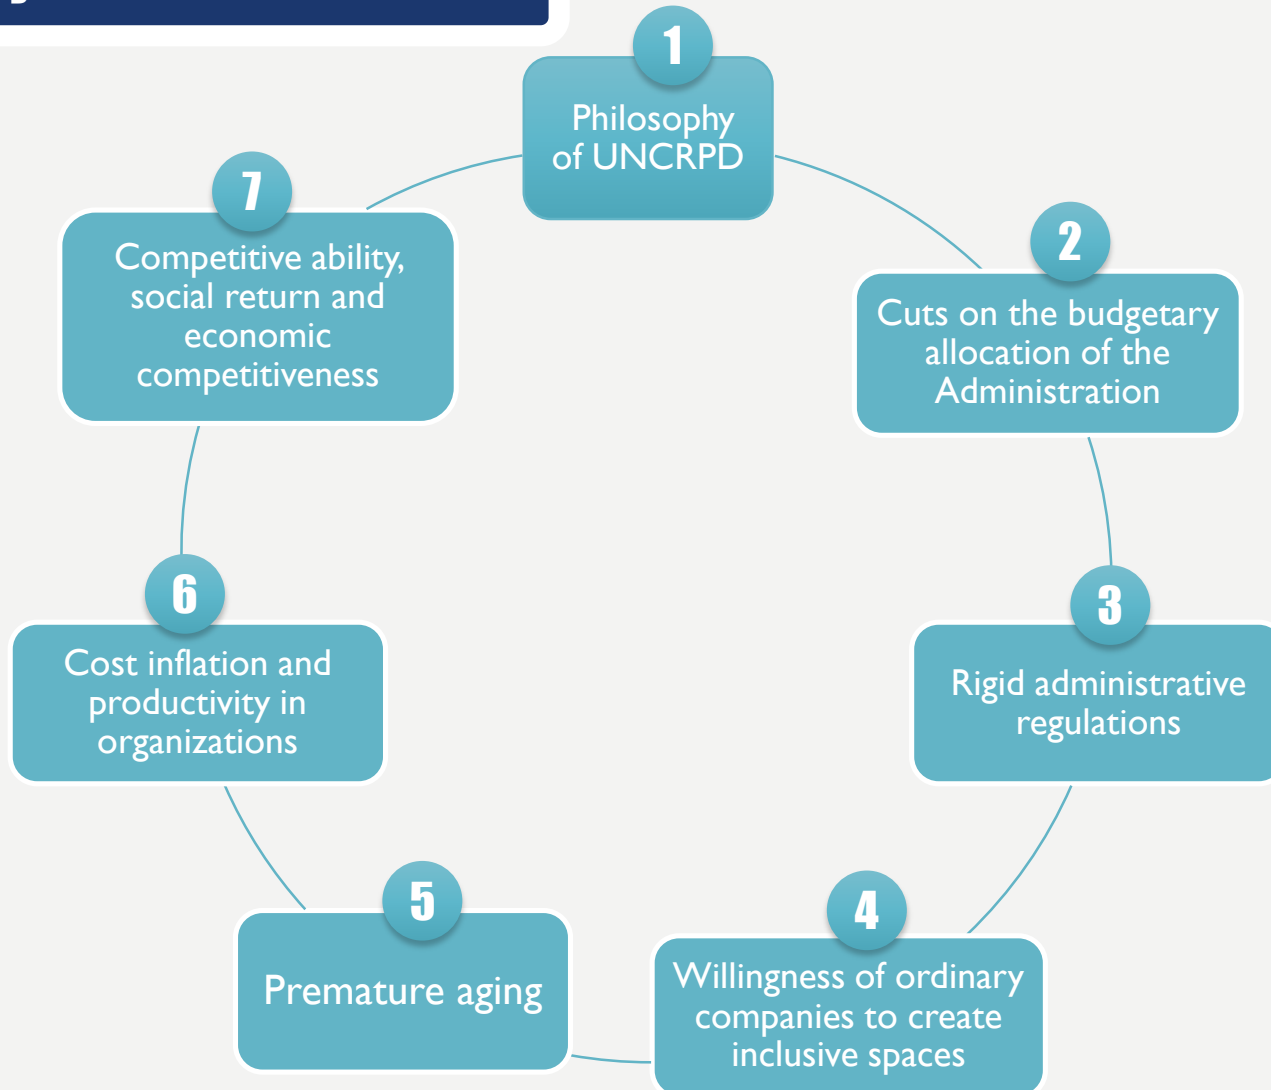 1
Philosophy
of UNCRPD
2
Cuts on the budgetary
allocation of the
Administration
3
Rigid administrative
regulations
4
Willingness of ordinary
companies to create
inclusive spaces
5
Premature aging
6
Cost inflation and
productivity in
organizations
7
Competitive ability,
social return and
economic
competitiveness